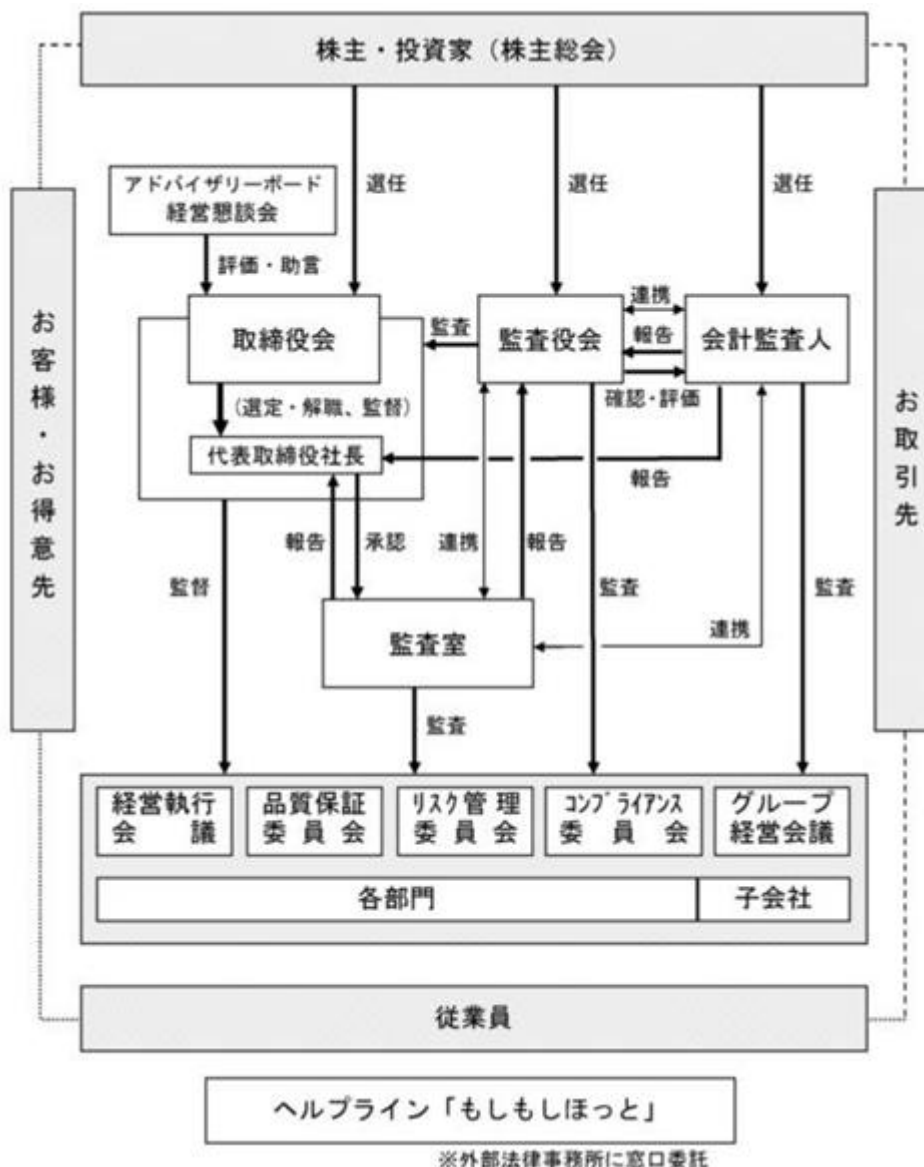 株主・投資家（株主総会）
アドバイザリーボード
経営懇談会
選任
選任
選任
評価・助言
お客様・お得意先
お取引先
取締役会
監査
監査役会
連携
報告
確認・評価
会計監査人
（選定・解職、監督）
代表取締役社長
報告
監督
報告
承認
連携
報告
監査
監査
監査室
連携
監査
経営執行
会議
品質保証
委員会
ﾘｽｸ管理
委員会
ｺﾝﾌﾟﾗｲｱﾝｽ
委員会
グループ
経営会議
各部門
子会社
従業員
ヘルプライン「もしもしほっと」
※外部法律事務所に窓口委託